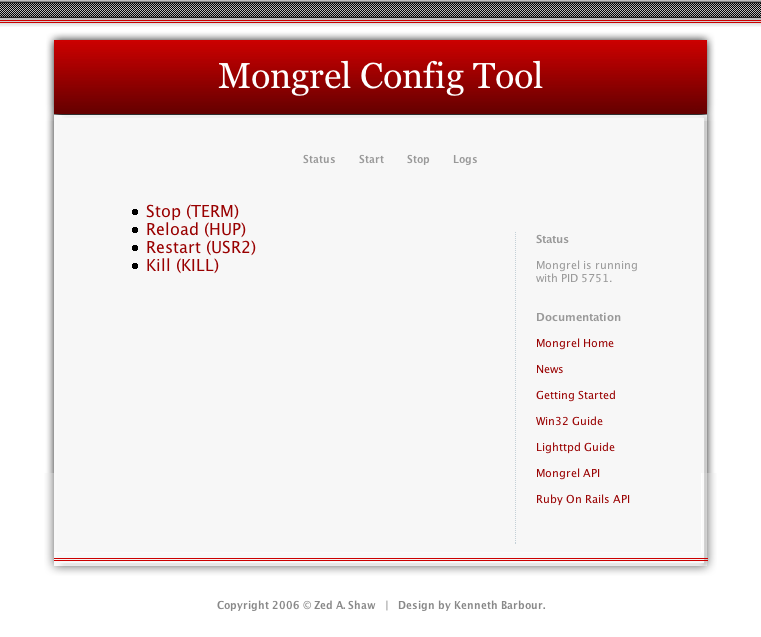 Mongrel Config Tool
Status Start Stop Logs
Stop (TERM)
Reload (HUP)
Restart (USR2)
Kill (KILL)
Status
Mongrel is running
with PID 5751.
Documentation
Mongrel Home
News
Getting Started
Win32 Guide
Lighttpd Guide
Mongrel API
Ruby On Rails API
Copyright 2006 © Zed A. Shaw | Design by Kenneth Barbour.